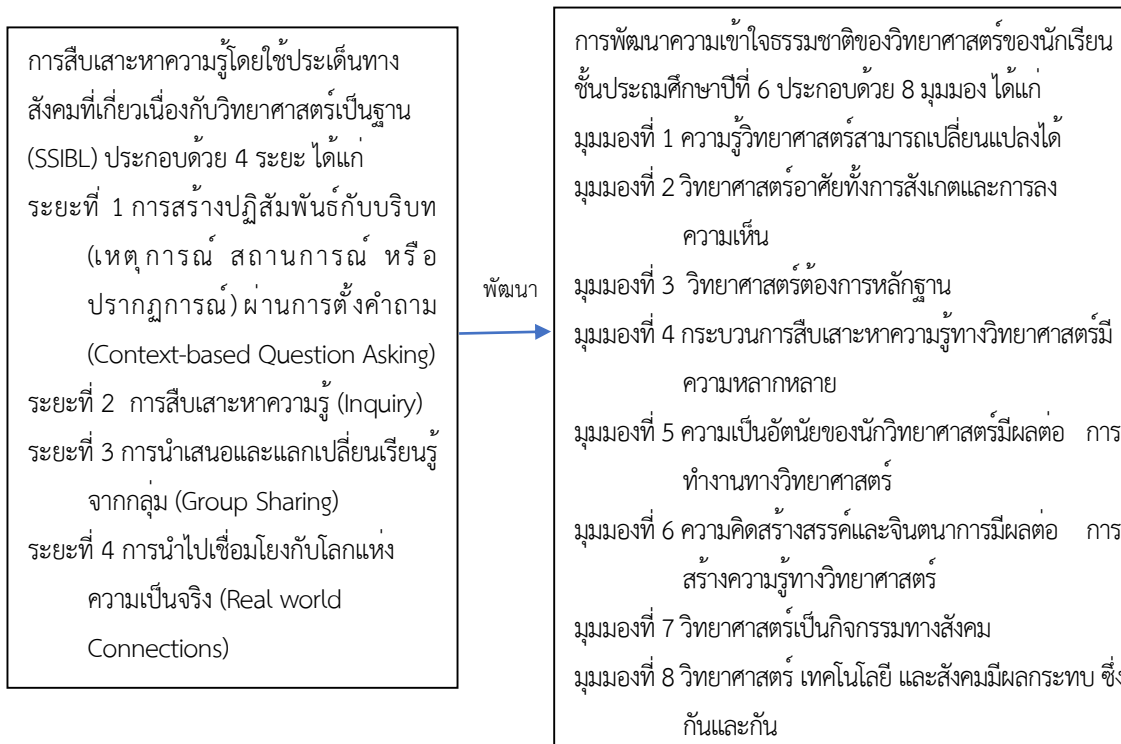 การสืบเสาะหาความรู้โดยใช้ประเด็นทาง
สังคมที่เกี่ยวเนื่องกับวิทยาศาสตร์เป็นฐาน
(SSIBL) ประกอบด้วย 4 ระยะ ได้แก่
ระยะที่ 1 การสร้างปฏิสัมพันธ์กับบริบท
(เหตุการณ์ สถานการณ์ หรือ
ปรากฏการณ์) ผ่านการตั้งคำถาม
(Context-based Question Asking)
ระยะที่ 2 การสืบเสาะหาความรู้ (Inquiry)
ระยะที่ 3 การนำเสนอและแลกเปลี่ยนเรียนรู้
จากกลุ่ม (Group Sharing)
ระยะที่ 4 การนำไปเชื่อมโยงกับโลกแห่ง
ความเป็นจริง (Real world
Connections)
พัฒนา
การพัฒนาความเข้าใจธรรมชาติของวิทยาศาสตร์ของนักเรียน
ชั้นประถมศึกษาปีที่ 6 ประกอบด้วย 8 มุมมอง ได้แก่
มุมมองที่ 1 ความรู้วิทยาศาสตร์สามารถเปลี่ยนแปลงได้
มุมมองที่ 2 วิทยาศาสตร์อาศัยทั้งการสังเกตและการลง
ความเห็น
มุมมองที่ 3 วิทยาศาสตร์ต้องการหลักฐาน
มุมมองที่ 4 กระบวนการสืบเสาะหาความรู้ทางวิทยาศาสตร์มี
ความหลากหลาย
มุมมองที่ 5 ความเป็นอัตนัยของนักวิทยาศาสตร์มีผลต่อ การ
ทำงานทางวิทยาศาสตร์
มุมมองที่ 6 ความคิดสร้างสรรค์และจินตนาการมีผลต่อ การ
สร้างความรู้ทางวิทยาศาสตร์
มุมมองที่ 7 วิทยาศาสตร์เป็นกิจกรรมทางสังคม
มุมมองที่ 8 วิทยาศาสตร์ เทคโนโลยี และสังคมมีผลกระทบ ซึ่ง
กันและกัน